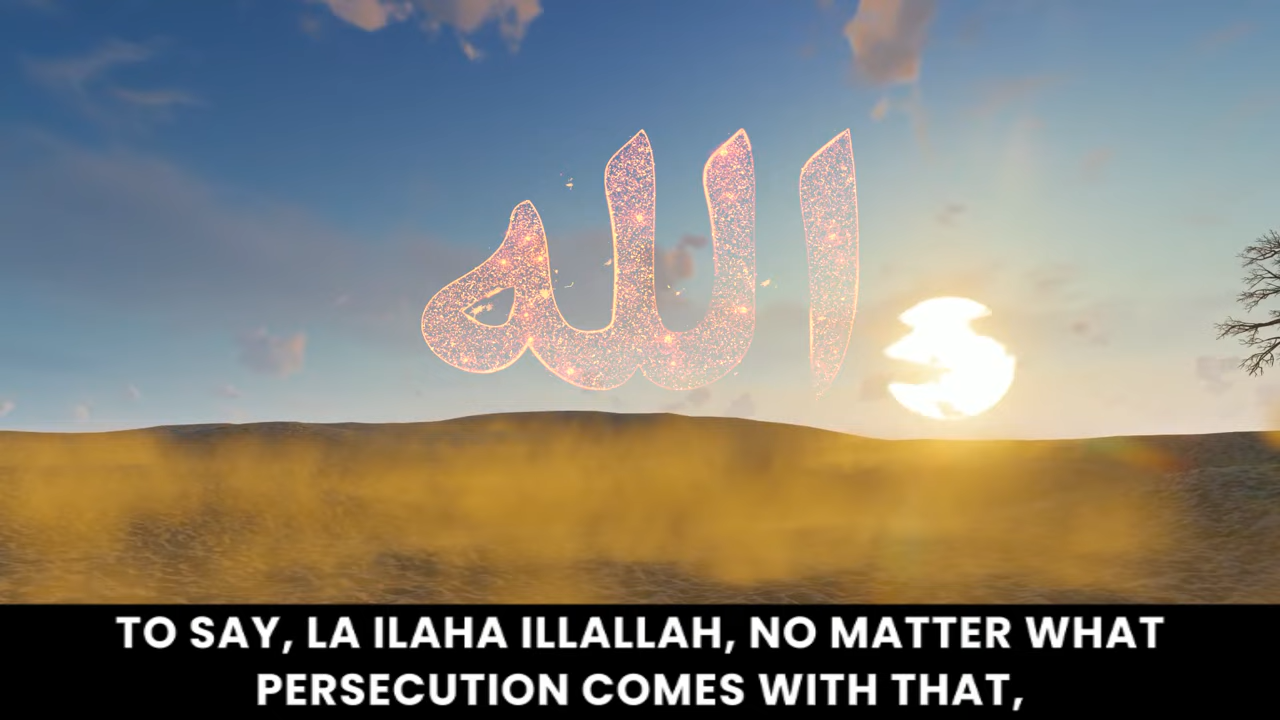 الله
TO SAY, LA ILAHA ILLALLAH, NO MATTER WHAT
PERSECUTION COMES WITH THAT,